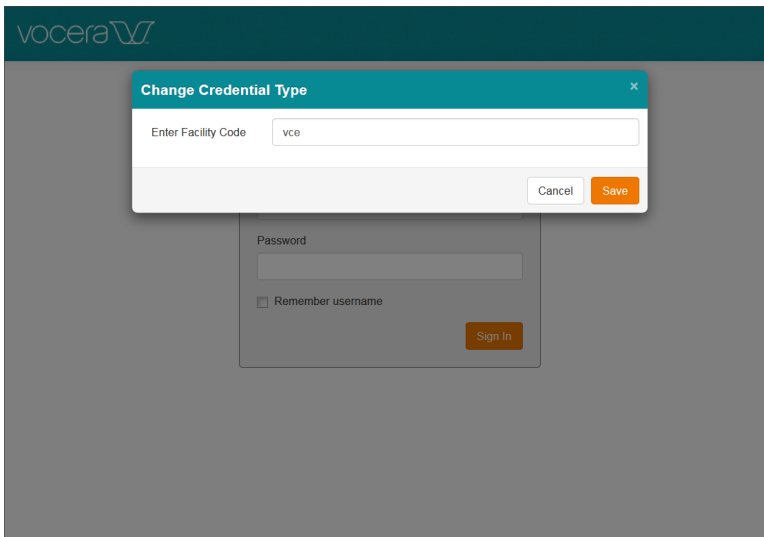 vocera
Change Credential Type ×
Enter Facility Code vce
Cancel Save
Password
Remember username
Sign In